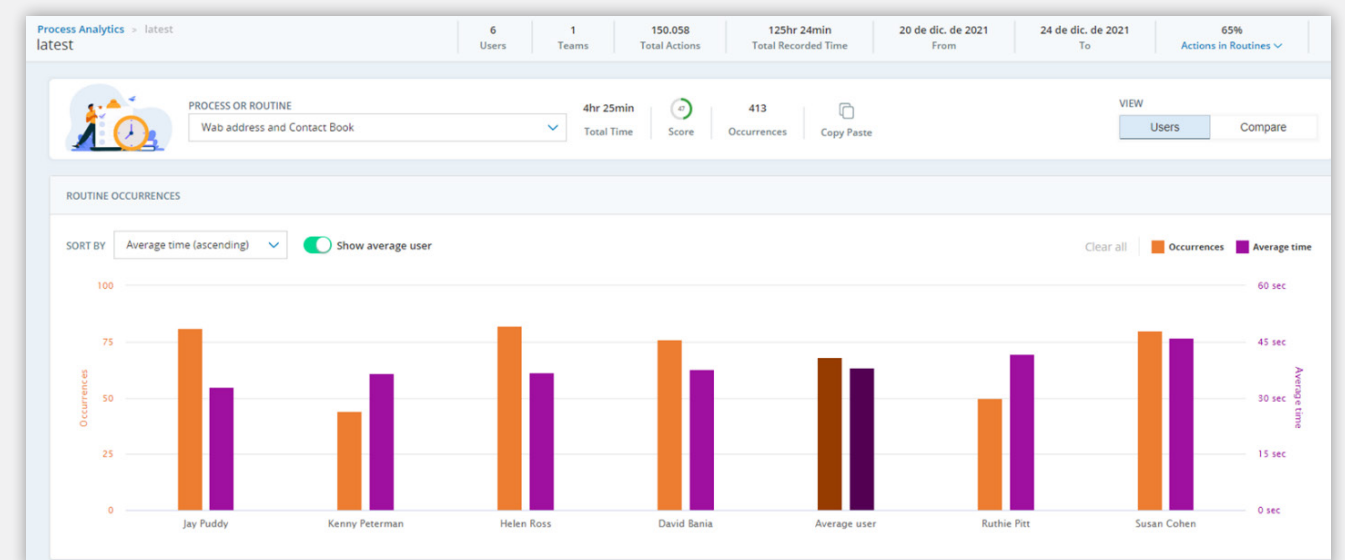 Process Analytics > latest
latest
6
Users
1
Teams
150.058
Total Actions
125hr 24min
Total Recorded Time
20 de dic. de 2021
From
24 de dic. de 2021
To
65%
Actions in Routines
PROCESS OR ROUTINE
Wab address and Contact Book
4hr 25min
Total Time
47
Score
413
Occurrences
Copy Paste
VIEW
Users
Compare
ROUTINE OCCURRENCES
SORT BY
Average time (ascending)
Show average user
Clear all
Occurrences
Average time
100
75
50
25
0
Occurrences
60 sec
45 sec
30 sec
15 sec
0 sec
Average time
Jay Puddy
Kenny Peterman
Helen Ross
David Bania
Average user
Ruthie Pitt
Susan Cohen